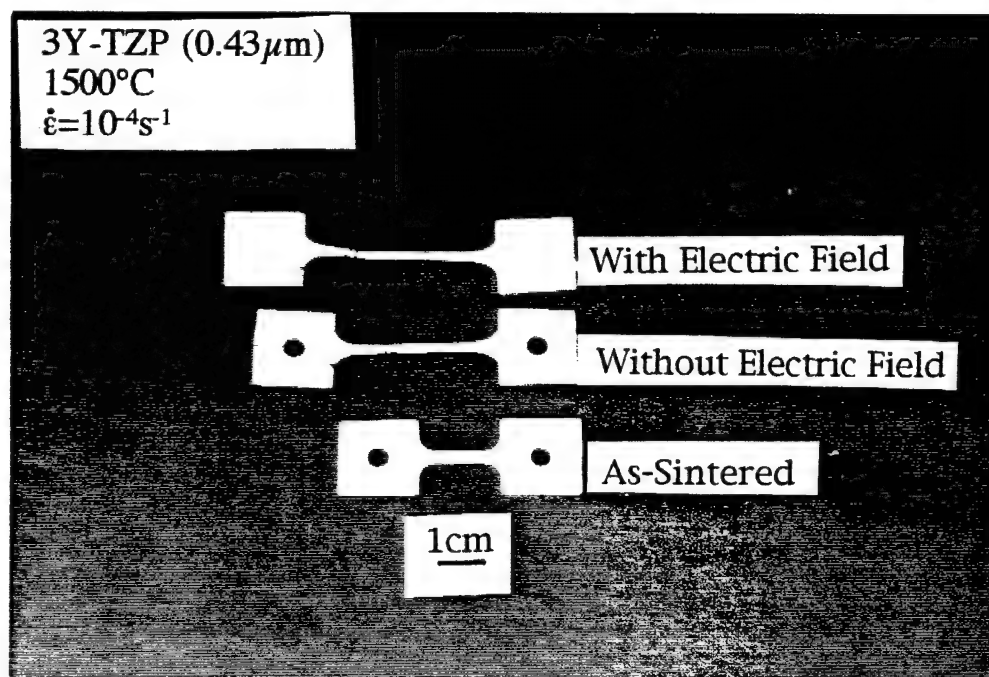 3Y-TZP (0.43μm)
1500°C
ε̇=10⁻⁴s⁻¹
With Electric Field
Without Electric Field
As-Sintered
1cm